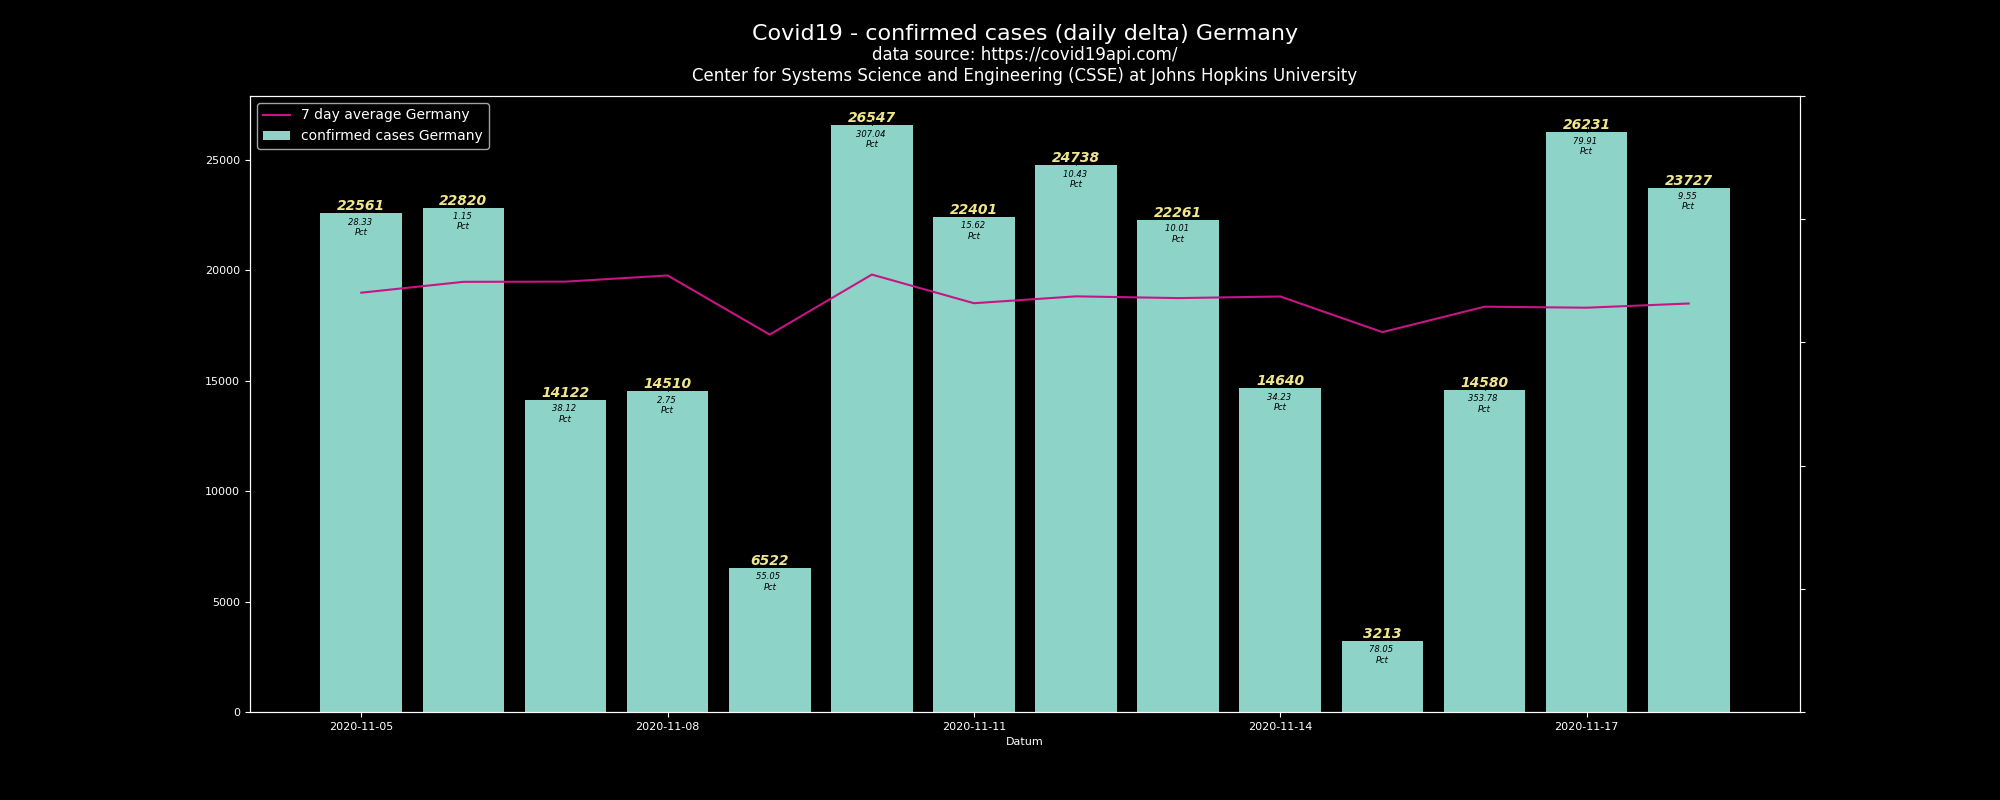 Covid19 - confirmed cases (daily delta) Germany
data source: https://covid19api.com/
Center for Systems Science and Engineering (CSSE) at Johns Hopkins University
7 day average Germany
confirmed cases Germany
25000
20000
15000
10000
5000
0
22561
28.33
Pct
22820
1.15
Pct
14122
38.12
Pct
14510
2.75
Pct
6522
55.05
Pct
26547
307.04
Pct
22401
15.62
Pct
24738
10.43
Pct
22261
10.01
Pct
14640
34.23
Pct
3213
78.05
Pct
14580
353.78
Pct
26231
79.91
Pct
23727
9.55
Pct
2020-11-05
2020-11-08
2020-11-11
2020-11-14
2020-11-17
Datum